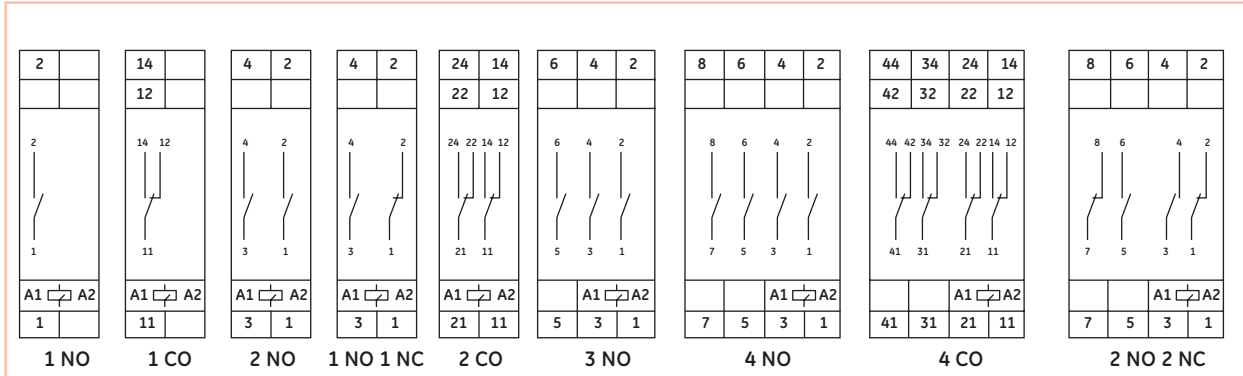 2 14 4 2 4 2 24 14 6 4 2 8 6 4 2 44 34 24 14 8 6 4 2
12 22 12 42 32 22 12
2 14 12 4 2 4 2 24 22 14 12 6 4 2 8 6 4 2 44 42 34 32 24 22 14 12 8 6 4 2
1 11 3 1 3 1 21 11 5 3 1 7 5 3 1 41 31 21 11 7 5 3 1
A1 A2 A1 A2 A1 A2 A1 A2 A1 A2 A1 A2 A1 A2 A1 A2 A1 A2
1 11 3 1 3 1 21 11 5 3 1 7 5 3 1 41 31 21 11 7 5 3 1
1 NO 1 CO 2 NO 1 NO 1 NC 2 CO 3 NO 4 NO 4 CO 2 NO 2 NC